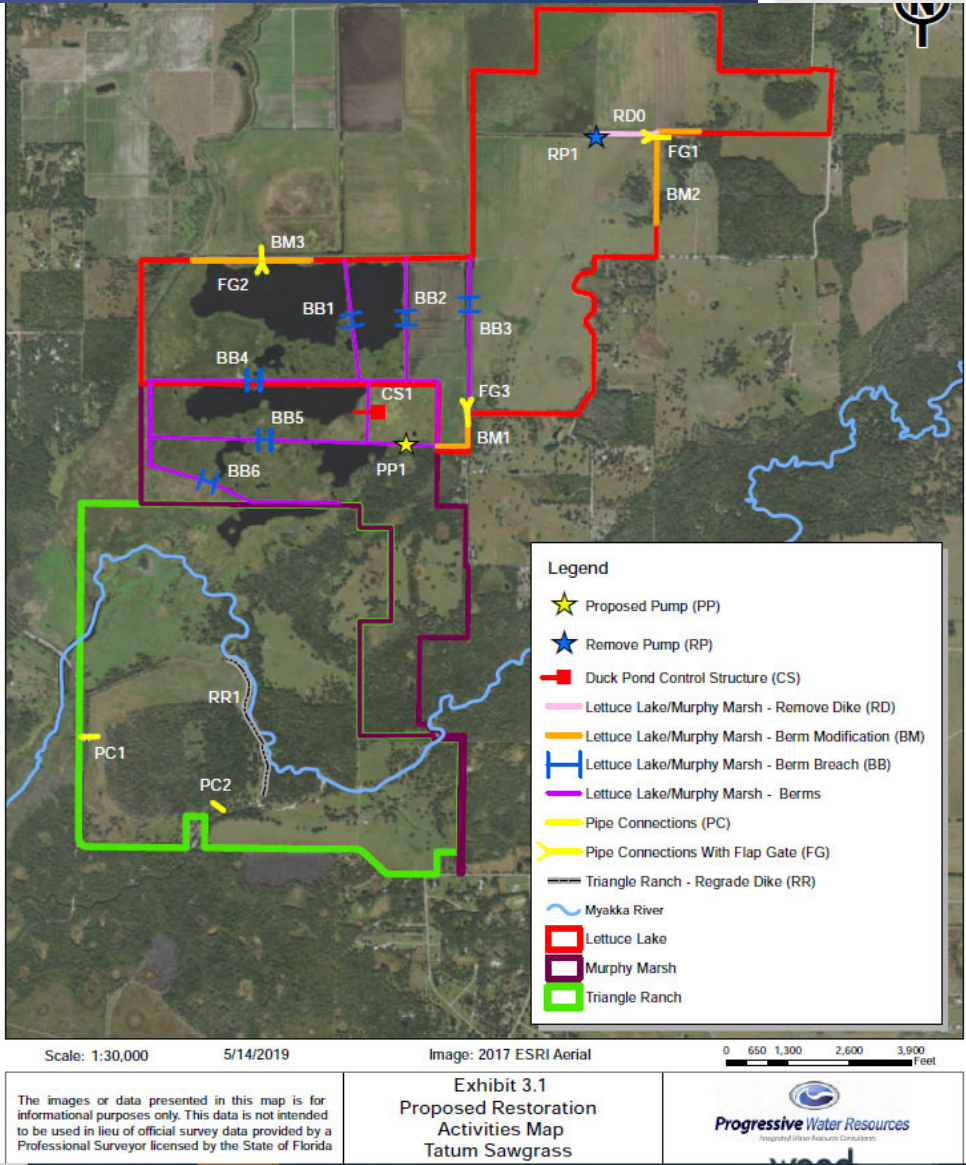 N
RD0
RP1
FG1
BM2
BM3
FG2
BB1
BB2
BB3
BB4
CS1
FG3
BB5
BM1
PP1
BB6
RR1
PC1
PC2
Legend
Proposed Pump (PP)
Remove Pump (RP)
Duck Pond Control Structure (CS)
Lettuce Lake/Murphy Marsh - Remove Dike (RD)
Lettuce Lake/Murphy Marsh - Berm Modification (BM)
Lettuce Lake/Murphy Marsh - Berm Breach (BB)
Lettuce Lake/Murphy Marsh - Berms
Pipe Connections (PC)
Pipe Connections With Flap Gate (FG)
Triangle Ranch - Regrade Dike (RR)
Myakka River
Lettuce Lake
Murphy Marsh
Triangle Ranch
Scale: 1:30,000 5/14/2019 Image: 2017 ESRI Aerial
0 650 1,300 2,600 3,900
Feet
The images or data presented in this map is for
informational purposes only. This data is not intended
to be used in lieu of official survey data provided by a
Professional Surveyor licensed by the State of Florida
Exhibit 3.1
Proposed Restoration
Activities Map
Tatum Sawgrass
Progressive Water Resources
Integrated Water Resource Consultants
wood